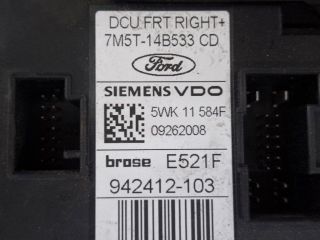 DCU FRT RIGHT+
7M5T-14B533 CD
Ford
SIEMENS VDO
5WK 11 584F
09262008
brose E521F
942412-103